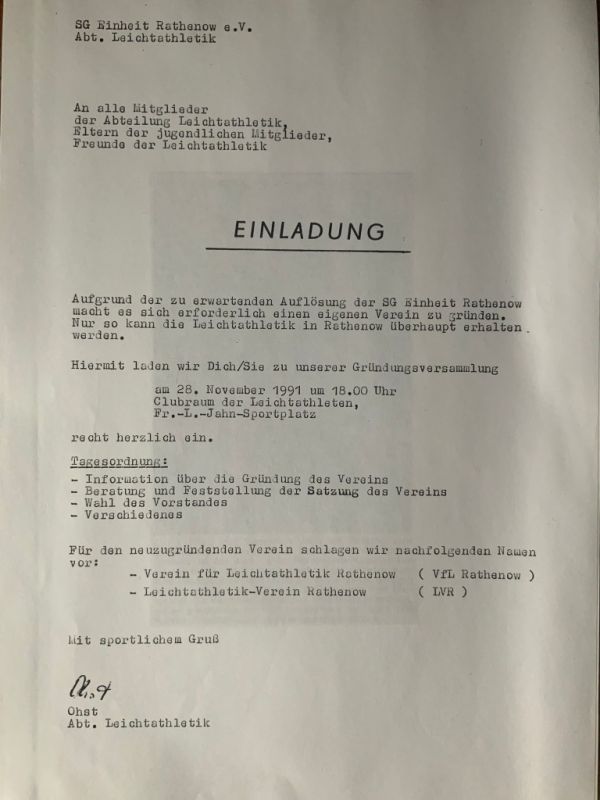 SG Einheit Rathenow e.V.
Abt. Leichtathletik
An alle Mitglieder
der Abteilung Leichtathletik,
Eltern der jugendlichen Mitglieder,
Freunde der Leichtathletik
EINLADUNG
Aufgrund der zu erwartenden Auflösung der SG Einheit Rathenow
macht es sich erforderlich einen eigenen Verein zu gründen.
Nur so kann die Leichtathletik in Rathenow überhaupt erhalten
werden.
Hiermit laden wir Dich/Sie zu unserer Gründungsversammlung
am 28. November 1991 um 18.00 Uhr
Clubraum der Leichtathleten,
Fr.-L.-Jahn-Sportplatz
recht herzlich ein.
Tagesordnung:
- Information über die Gründung des Vereins
- Beratung und Feststellung der Satzung des Vereins
- Wahl des Vorstandes
- Verschiedenes
Für den neuzugründenden Verein schlagen wir nachfolgenden Namen
vor:
- Verein für Leichtathletik Rathenow ( VfL Rathenow )
- Leichtathletik-Verein Rathenow ( LVR )
Mit sportlichem Gruß
Ohst
Ohst
Abt. Leichtathletik